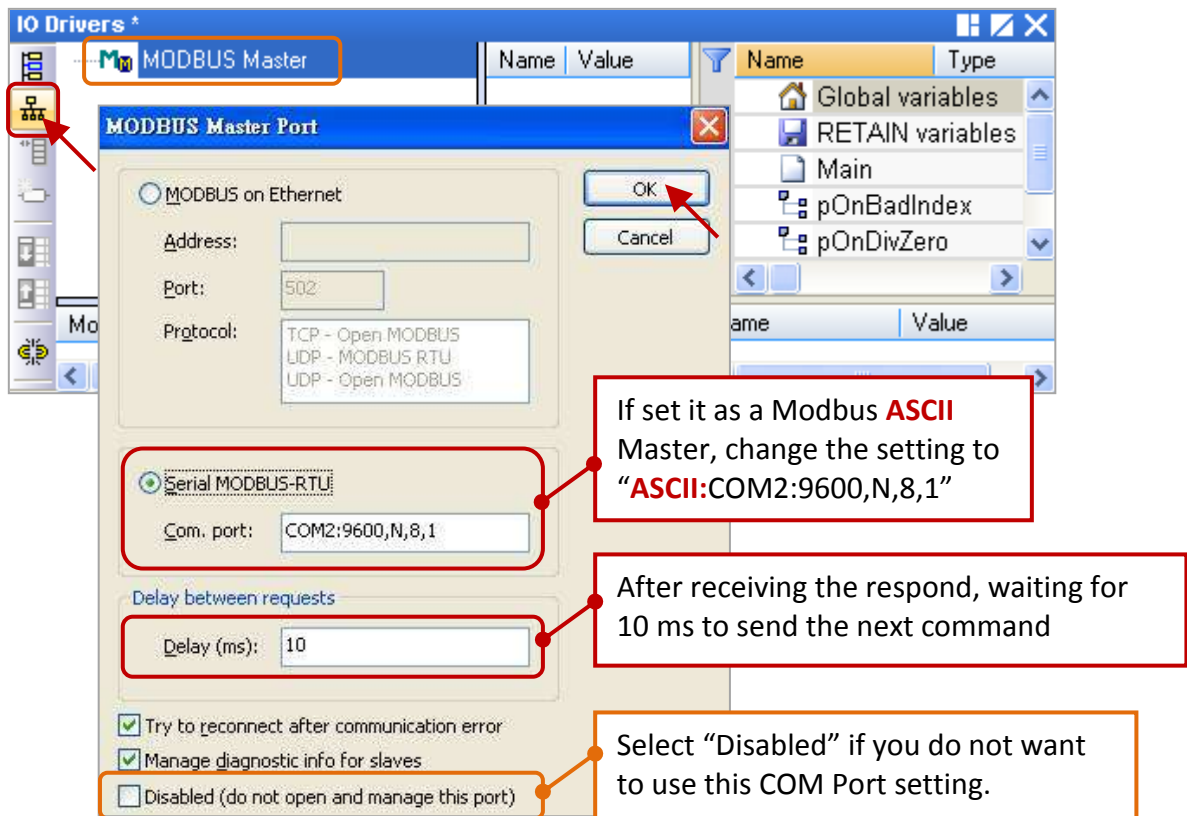 IO Drivers *
MODBUS Master
Name Value
Name Type
Global variables
RETAIN variables
Main
pOnBadIndex
pOnDivZero
MODBUS Master Port
MODBUS on Ethernet
OK
Address:
Cancel
Port: 502
Protocol: TCP - Open MODBUS
UDP - MODBUS RTU
UDP - Open MODBUS
Mo
ame Value
Serial MODBUS-RTU
Com. port: COM2:9600,N,8,1
If set it as a Modbus ASCII
Master, change the setting to
“ASCII:COM2:9600,N,8,1”
Delay between requests
Delay (ms): 10
After receiving the respond, waiting for
10 ms to send the next command
Try to reconnect after communication error
Manage diagnostic info for slaves
Disabled (do not open and manage this port)
Select “Disabled” if you do not want
to use this COM Port setting.